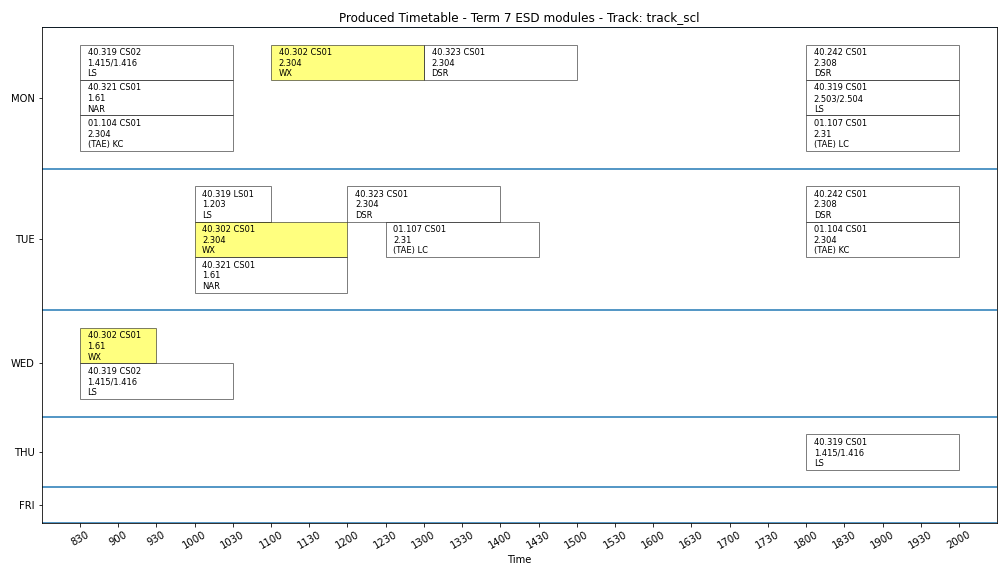 Produced Timetable - Term 7 ESD modules - Track: track_scl
MON
40.319 CS02
1.415/1.416
LS
40.321 CS01
1.61
NAR
01.104 CS01
2.304
(TAE) KC
40.302 CS01
2.304
WX
40.323 CS01
2.304
DSR
40.242 CS01
2.308
DSR
40.319 CS01
2.503/2.504
LS
01.107 CS01
2.31
(TAE) LC
TUE
40.319 LS01
1.203
LS
40.302 CS01
2.304
WX
40.321 CS01
1.61
NAR
40.323 CS01
2.304
DSR
01.107 CS01
2.31
(TAE) LC
40.242 CS01
2.308
DSR
01.104 CS01
2.304
(TAE) KC
WED
40.302 CS01
1.61
WX
40.319 CS02
1.415/1.416
LS
THU
40.319 CS01
1.415/1.416
LS
FRI
830 900 930 1000 1030 1100 1130 1200 1230 1300 1330 1430 1500 1600 1630 1700 1730 1800 1830 1900 1930 2000
Time